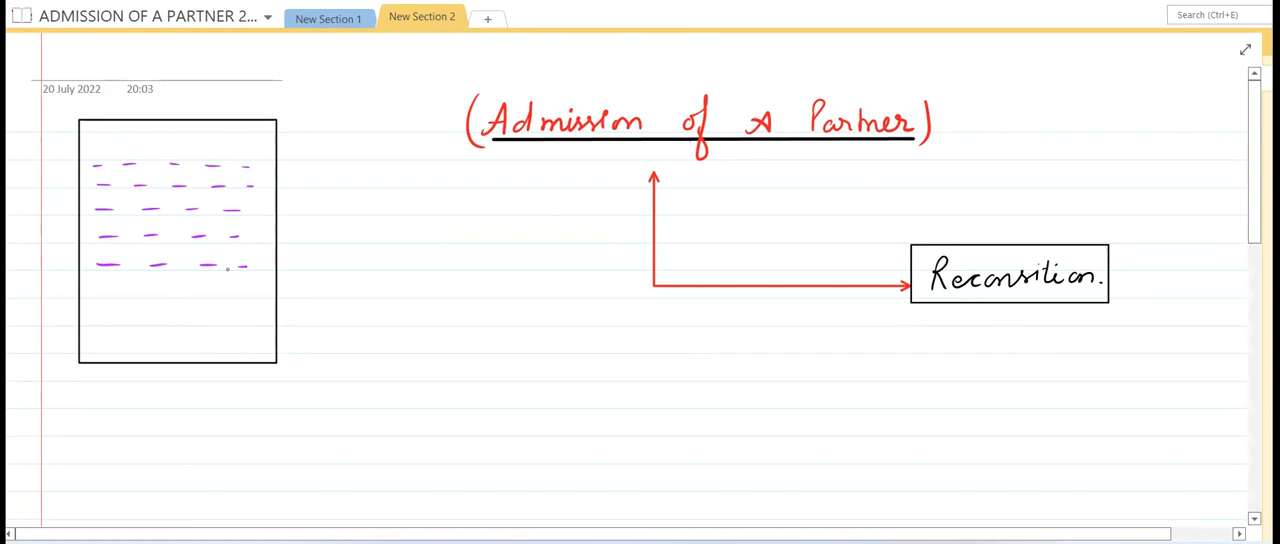 ADMISSION OF A PARTNER 2...
New Section 1
New Section 2
+
Search (Ctrl+E)
20 July 2022 20:03
(Admission of A Partner)
Reconsition.